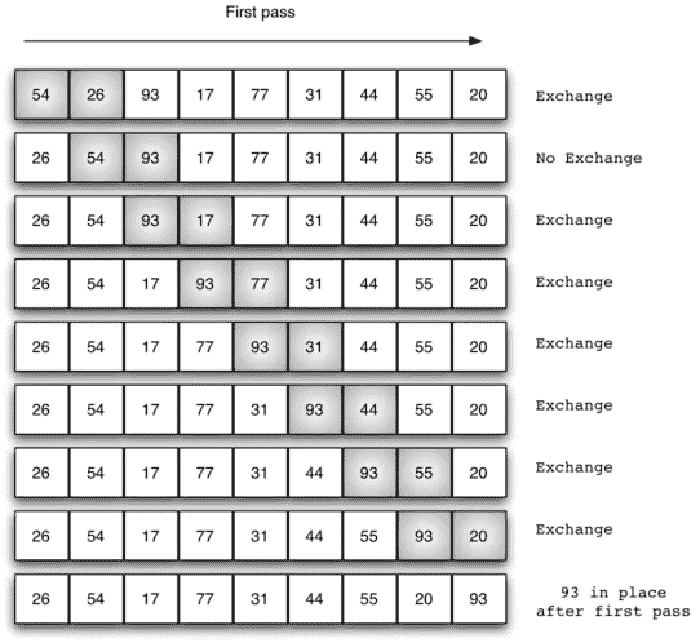 First pass
54 26 93 17 77 31 44 55 20 Exchange
26 54 93 17 77 31 44 55 20 No Exchange
26 54 93 17 77 31 44 55 20 Exchange
26 54 17 93 77 31 44 55 20 Exchange
26 54 17 77 93 31 44 55 20 Exchange
26 54 17 77 31 93 44 55 20 Exchange
26 54 17 77 31 44 93 55 20 Exchange
26 54 17 77 31 44 55 93 20 Exchange
26 54 17 77 31 44 55 20 93 93 in place
after first pass